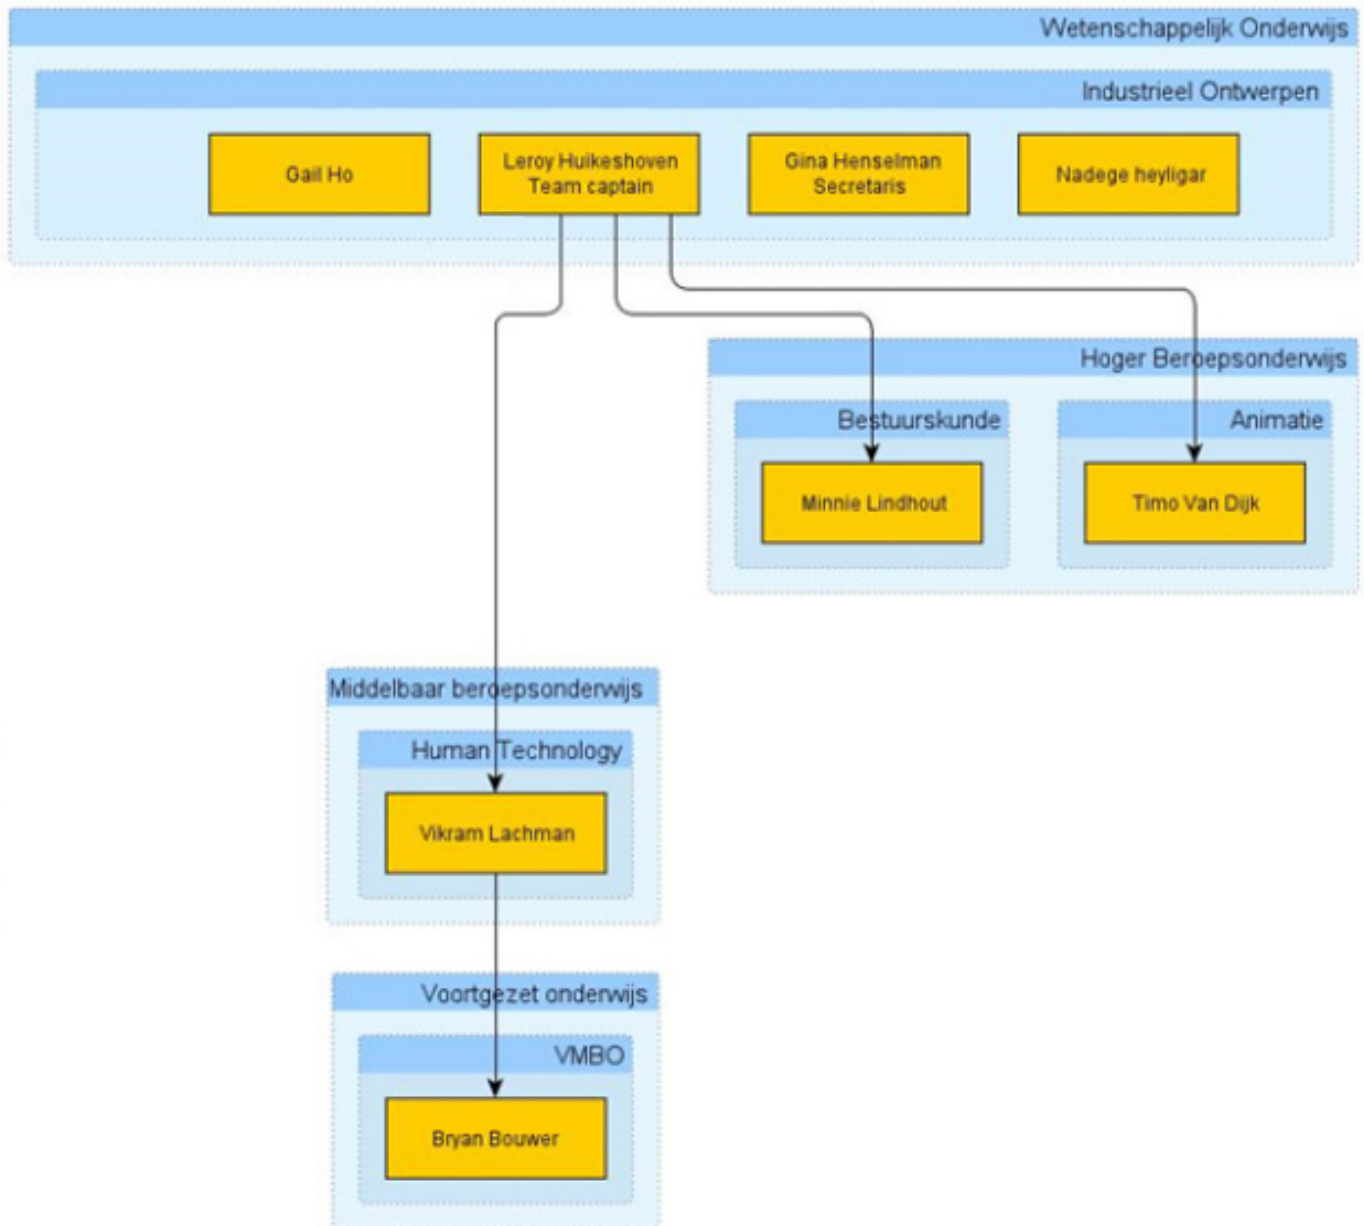 Wetenschappelijk Onderwijs
Industrieel Ontwerpen
Gail Ho
Leroy Huikeshoven
Team captain
Gina Henselman
Secretaris
Nadege heyligar
Hoger Beroepsonderwijs
Bestuurskunde
Animatie
Minnie Lindhout
Timo Van Dijk
Middelbaar beroepsonderwijs
Human Technology
Vikram Lachman
Voortgezet onderwijs
VMBO
Bryan Bouwer